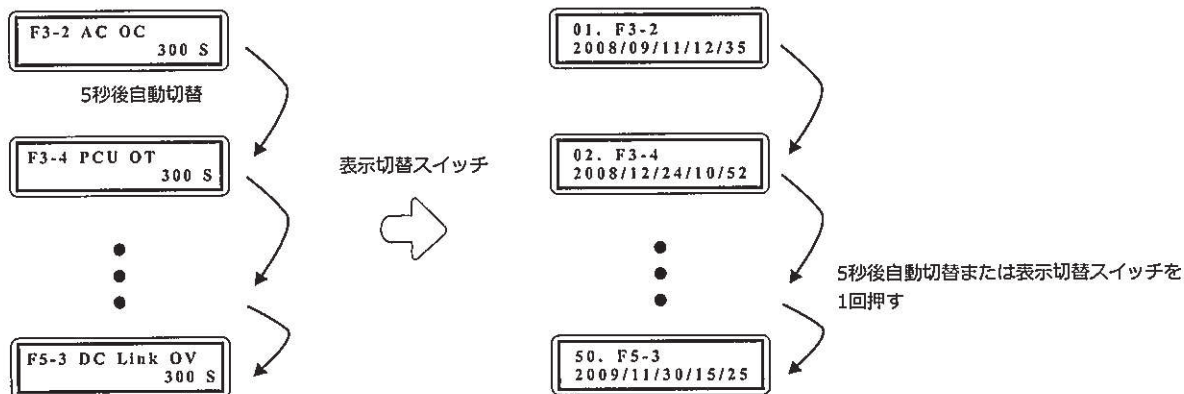 F3-2 AC OC
300 S
5秒後自動切替
F3-4 PCU OT
300 S
F5-3 DC Link OV
300 S
表示切替スイッチ
01. F3-2
2008/09/11/12/35
02. F3-4
2008/12/24/10/52
5秒後自動切替または表示切替スイッチを
1回押す
50. F5-3
2009/11/30/15/25